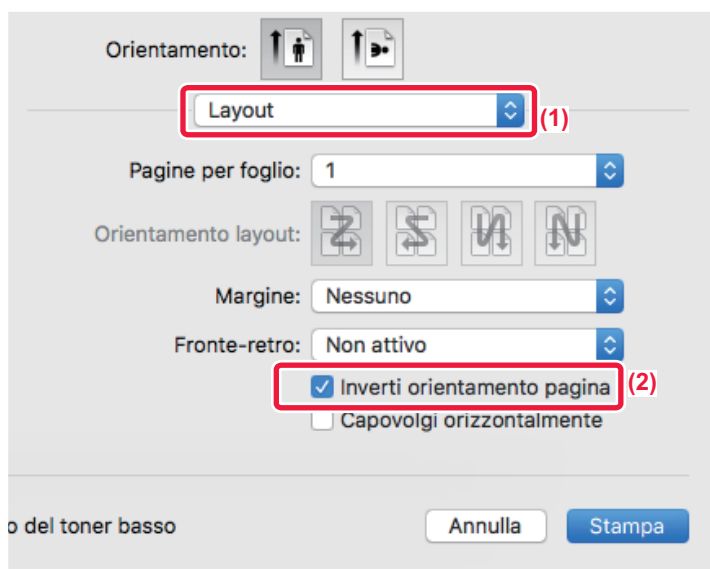 Orientamento:
Layout
(1)
Pagine per foglio: 1
Orientamento layout:
Margine: Nessuno
Fronte-retro: Non attivo
Inverti orientamento pagina (2)
Capovolgi orizzontalmente
o del toner basso Annulla Stampa